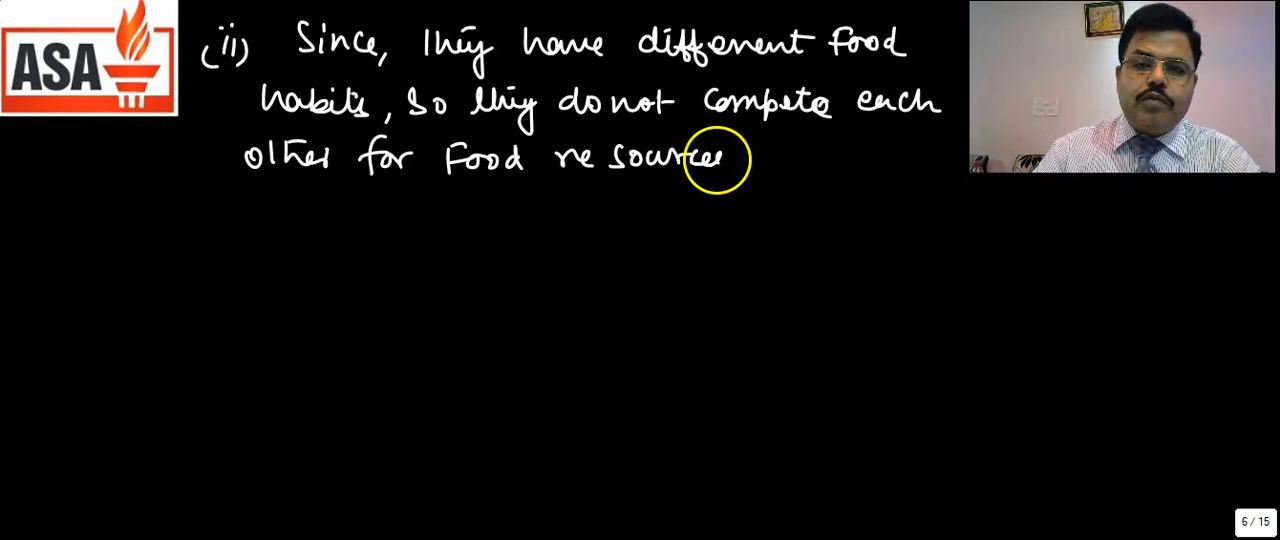 ASA
(ii) Since, they have different food
habits, so they do not compete each
other for Food resources
6 / 15